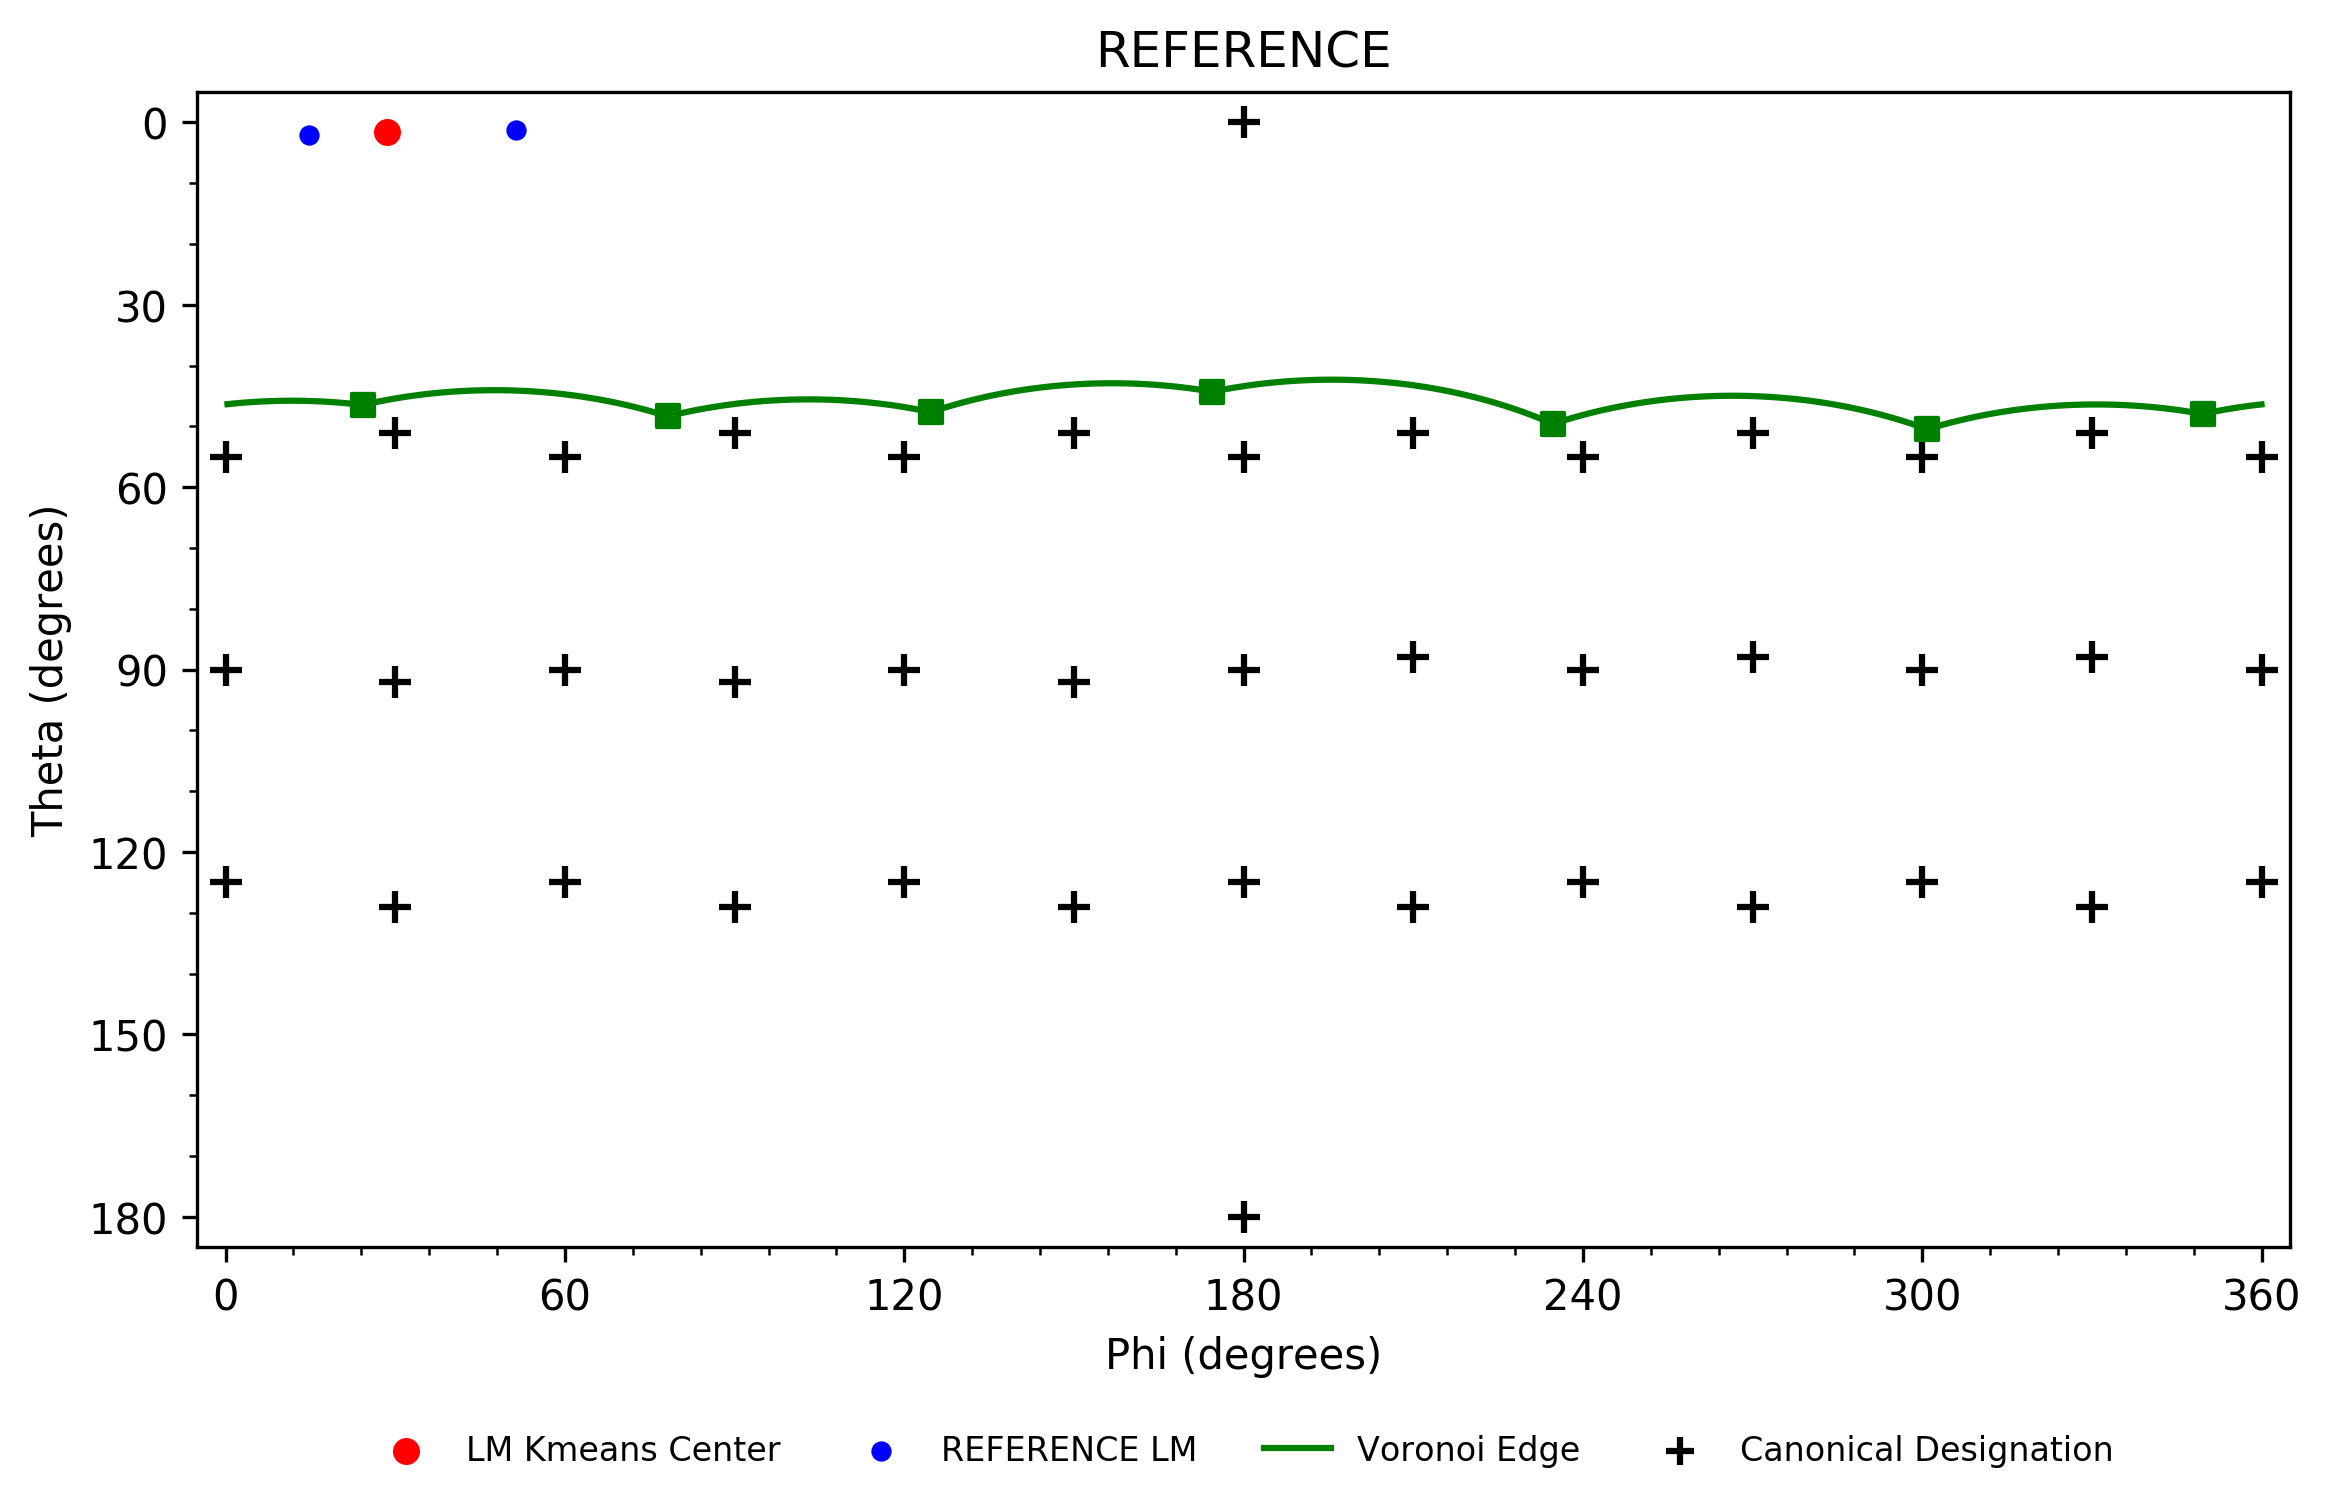 REFERENCE
0
30
60
90
120
150
180
Theta (degrees)
0 60 120 180 240 300 360
Phi (degrees)
LM Kmeans Center REFERENCE LM Voronoi Edge Canonical Designation